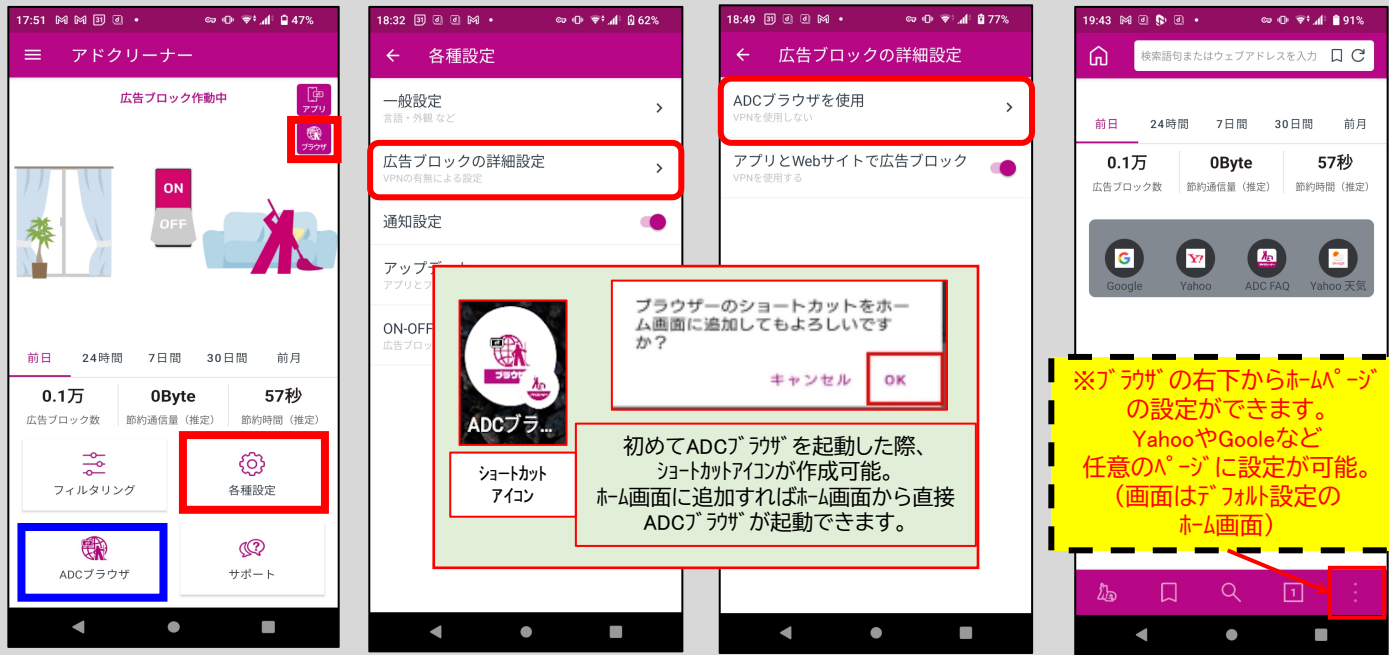 17:51 31 d 47%
アドクリーナー
広告ブロック作動中
アプリ
ブラウザ
ON
OFF
前日 24時間 7日間 30日間 前月
0.1万 0Byte 57秒
広告ブロック数 節約通信量（推定） 節約時間（推定）
フィルタリング 各種設定
ADCブラウザ サポート
18:32 31 d d 62%
各種設定
一般設定
言語・外観 など
広告ブロックの詳細設定
VPNの有無による設定
通知設定
アップデ
アプリとフ
ON-OFF
広告ブロッ
18:49 31 d d 77%
広告ブロックの詳細設定
ADCブラウザを使用
VPNを使用しない
アプリとWebサイトで広告ブロック
VPNを使用する
ブラウザ
ADCブラ...
ショートカット
アイコン
ブラウザーのショートカットをホー
ム画面に追加してもよろしいです
か？
キャンセル OK
初めてADCブラウザを起動した際、
ショートカットアイコンが作成可能。
ホーム画面に追加すればホーム画面から直接
ADCブラウザが起動できます。
19:43 d d 91%
検索語句またはウェブアドレスを入力
前日 24時間 7日間 30日間 前月
0.1万 0Byte 57秒
広告ブロック数 節約通信量（推定） 節約時間（推定）
G Y!
Google Yahoo ADC FAQ Yahoo 天気
※ブラウザの右下からホームページ
の設定ができます。
YahooやGooleなど
任意のページに設定が可能。
（画面はデフォルト設定の
ホーム画面）
1